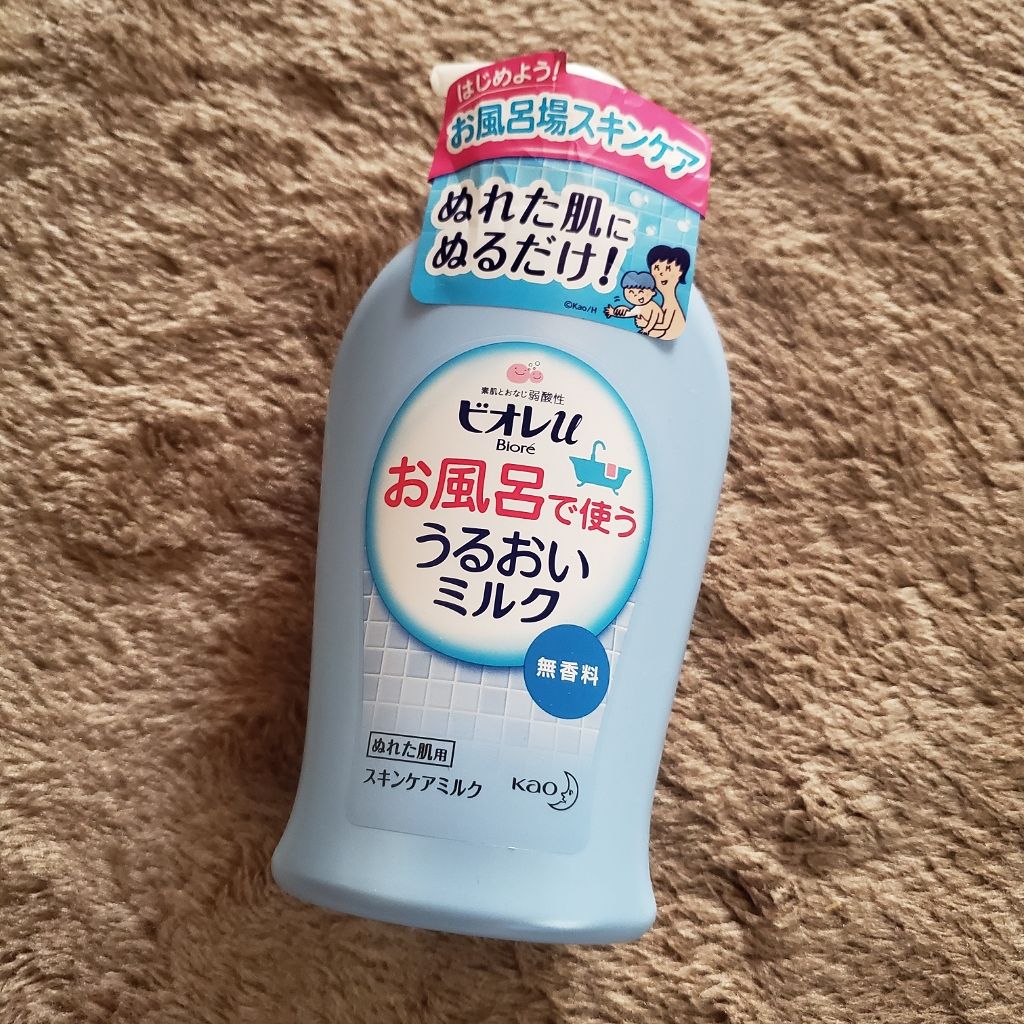 はじめよう!
お風呂場スキンケア
ぬれた肌に
ぬるだけ!
©Kao/H
素肌とおなじ弱酸性
ビオレu
Bioré
お風呂で使う
うるおい
ミルク
無香料
ぬれた肌用
スキンケアミルク
Kao